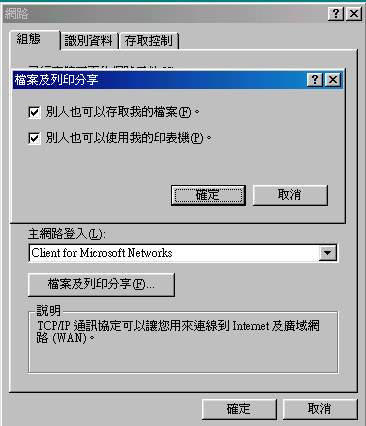 網路
組態
識別資料
存取控制
檔案及列印分享
別人也可以存取我的檔案(F)。
別人也可以使用我的印表機(P)。
確定
取消
主網路登入(L):
Client for Microsoft Networks
檔案及列印分享(F)...
說明
TCP/IP 通訊協定可以讓您用來連線到 Internet 及廣域網
路 (WAN)。
確定
取消